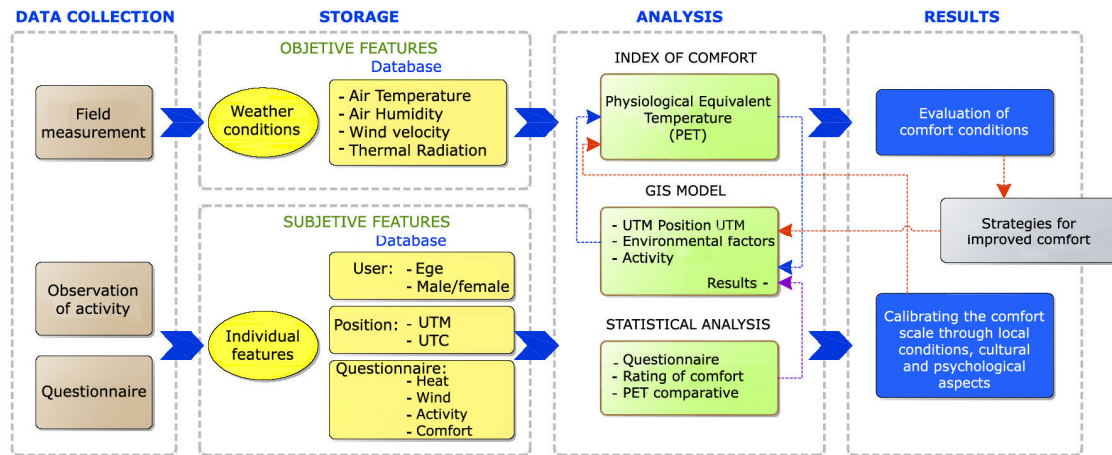 DATA COLLECTION
STORAGE
ANALYSIS
RESULTS
Field
measurement
Observation
of activity
Questionnaire
OBJETIVE FEATURES
Database
Weather
conditions
- Air Temperature
- Air Humidity
- Wind velocity
- Thermal Radiation
SUBJETIVE FEATURES
Database
Individual
features
User: - Ege
- Male/female
Position: - UTM
- UTC
Questionnaire:
- Heat
- Wind
- Activity
- Comfort
INDEX OF COMFORT
Physiological Equivalent
Temperature
(PET)
GIS MODEL
- UTM Position UTM
- Environmental factors
- Activity
Results -
STATISTICAL ANALYSIS
- Questionnaire
- Rating of comfort
- PET comparative
Evaluation of
comfort conditions
Strategies for
improved comfort
Calibrating the comfort
scale through local
conditions, cultural
and psychological
aspects